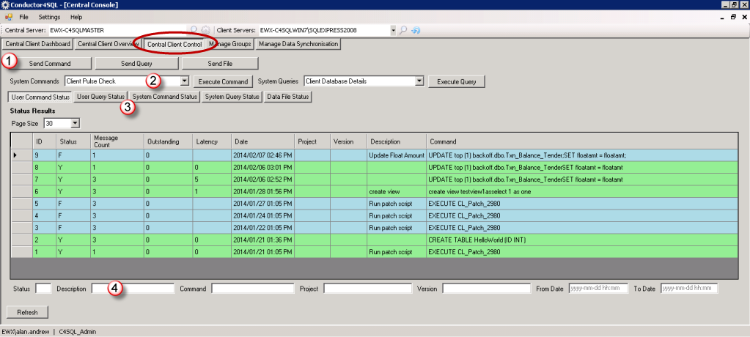 Conductor4SQL - [Central Console]
File Settings Help
Central Server: EWX-C4SQLMASTER Client Servers: EWX-C4SQLWIN7\SQLEXPRESS2008
Central Client Dashboard Central Client Overview Central Client Control Manage Groups Manage Data Synchronisation
1 Send Command Send Query Send File
System Commands Client Pulse Check 2 Execute Command System Queries Client Database Details Execute Query
User Command Status User Query Status System Command Status System Query Status Data File Status
3
Status Results
Page Size 30
ID Status Message Count Outstanding Latency Date Project Version Description Command
9 F 1 0 2014/02/07 02:46 PM Update Float Amount UPDATE top (1) backoff.dbo.Txn_Balance_Tender;SET floatamt = floatamt;
8 Y 1 0 0 2014/02/06 03:01 PM UPDATE top (1) backoff.dbo.Txn_Balance_TenderSET floatamt = floatamt
7 Y 3 0 5 2014/02/06 02:52 PM UPDATE top (1) backoff.dbo.Txn_Balance_TenderSET floatamt = floatamt
6 Y 3 0 1 2014/01/28 01:56 PM create view create view testview1asselect 1 as one
5 F 3 0 2014/01/27 01:05 PM Run patch script EXECUTE CL_Patch_2980
4 F 3 0 2014/01/24 01:05 PM Run patch script EXECUTE CL_Patch_2980
3 F 3 0 2014/01/22 01:05 PM Run patch script EXECUTE CL_Patch_2980
2 Y 3 0 0 2014/01/21 01:36 PM CREATE TABLE HelloWorld (ID INT)
1 Y 3 0 0 2014/01/21 01:05 PM Run patch script EXECUTE CL_Patch_2980
Status Description 4 Command Project Version From Date yyyy-mm-dd hh:mm To Date yyyy-mm-dd hh:mm
Refresh
EWX\alan.andrew | C4SQL_Admin